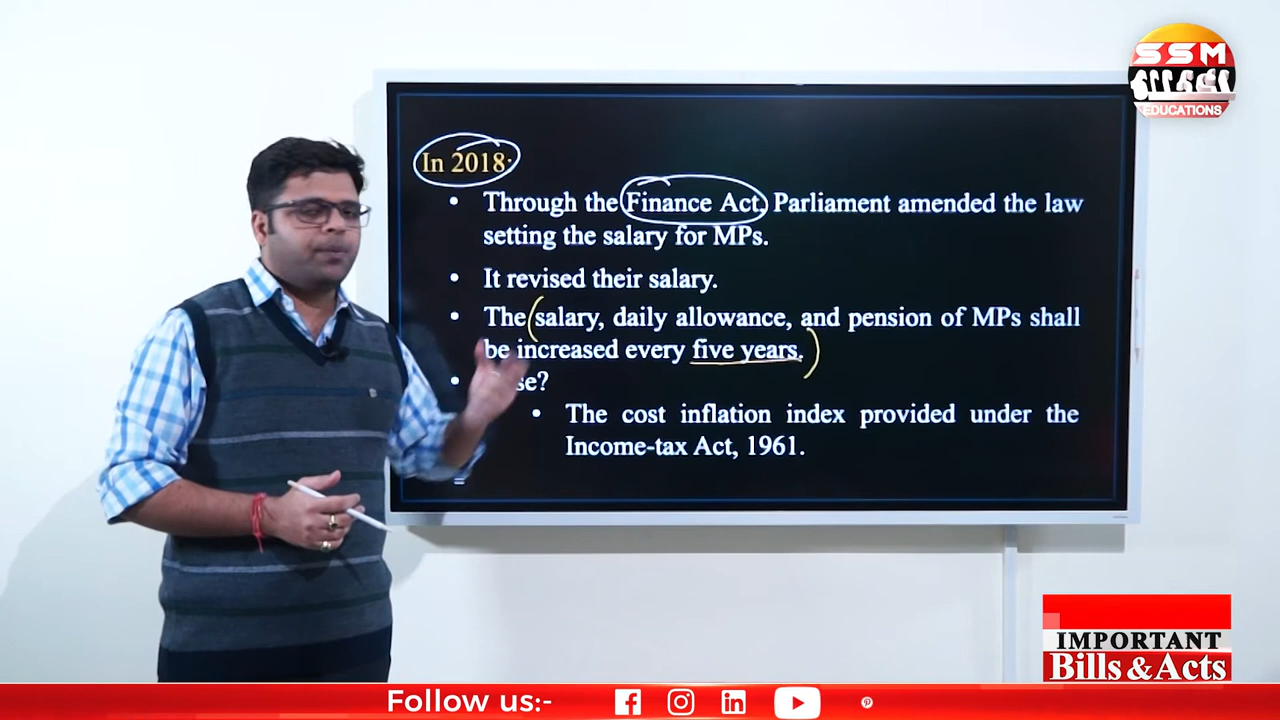 SSM
EDUCATIONS
In 2018:
• Through the Finance Act, Parliament amended the law
setting the salary for MPs.
• It revised their salary.
• The salary, daily allowance, and pension of MPs shall
be increased every five years.
•
• The cost inflation index provided under the
Income-tax Act, 1961.
IMPORTANT
Bills & Acts
Follow us:-